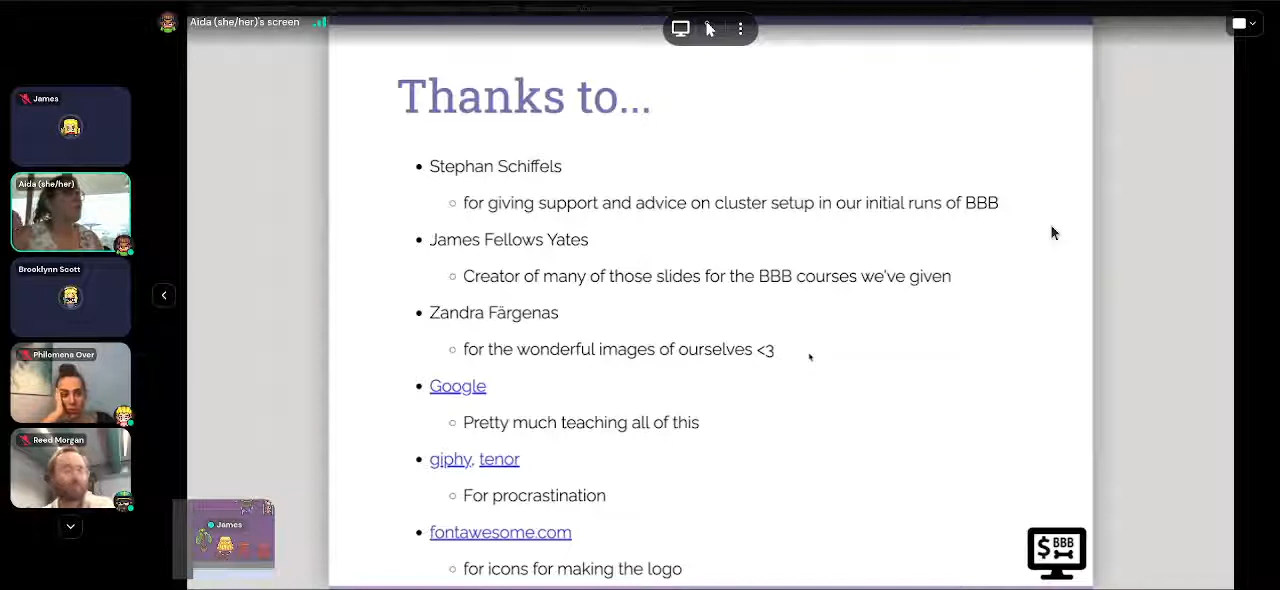 Aida (she/her)'s screen
James
Aida (she/her)
Brooklynn Scott
Philomena Over
Reed Morgan
James
Thanks to...
Stephan Schiffels
for giving support and advice on cluster setup in our initial runs of BBB
James Fellows Yates
Creator of many of those slides for the BBB courses we've given
Zandra Färgenas
for the wonderful images of ourselves <3
Google
Pretty much teaching all of this
giphy, tenor
For procrastination
fontawesome.com
for icons for making the logo
$ BBB